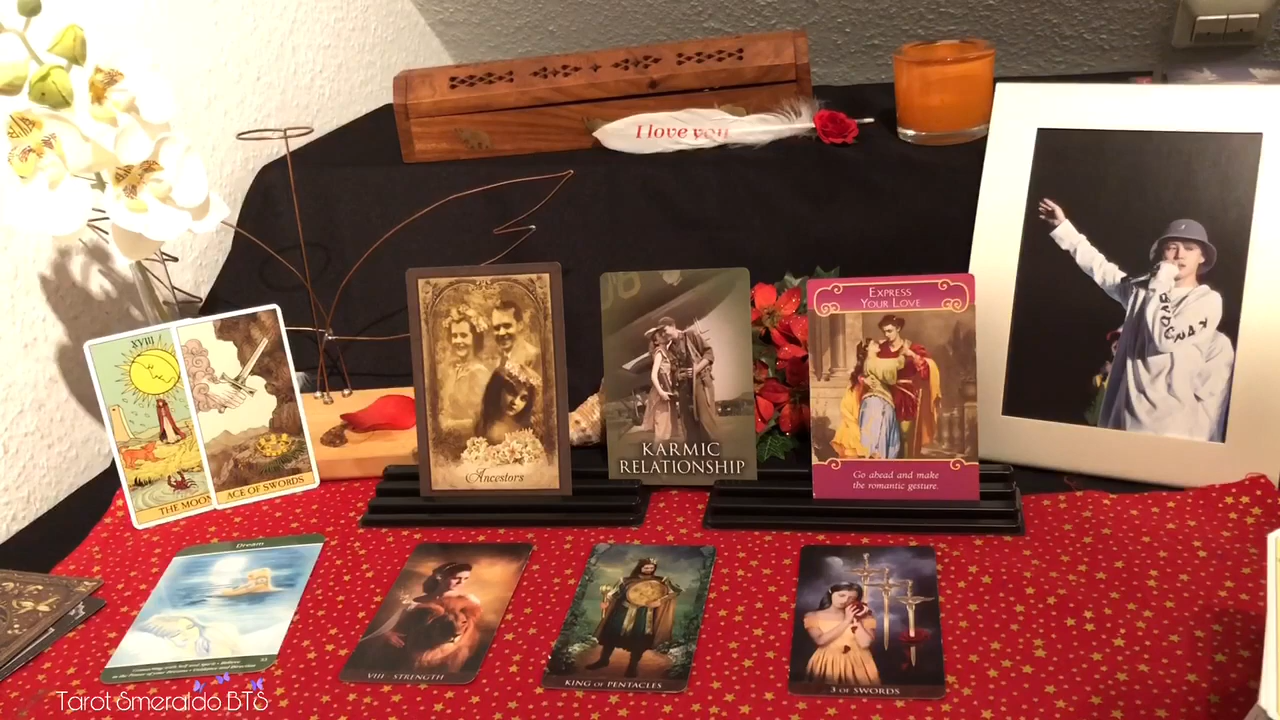 I love you
EXPRESS
YOUR LOVE
Go ahead and make
the romantic gesture.
KARMIC
RELATIONSHIP
Ancestors
XVIII
THE MOON
ACE OF SWORDS
Dream
VIII - STRENGTH
KING OF PENTACLES
3 OF SWORDS
Tarot Smeraldo BTS